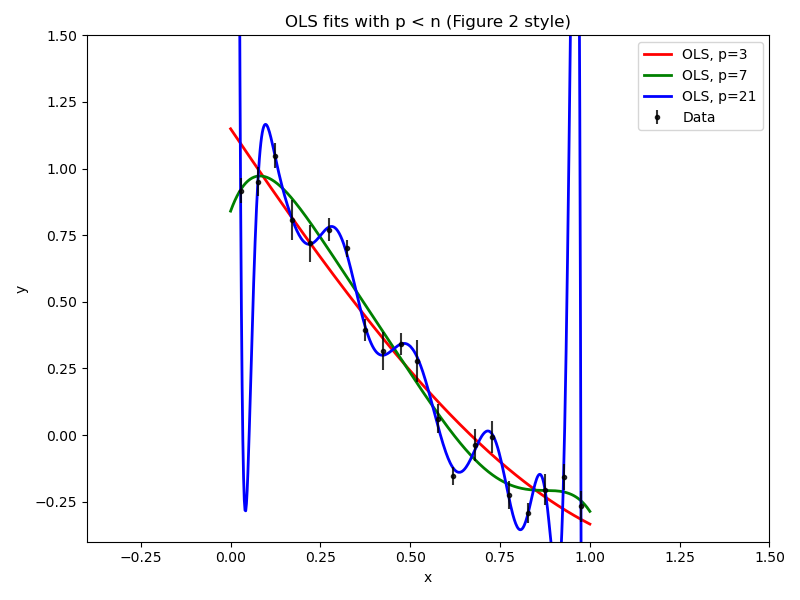 OLS fits with p < n (Figure 2 style)
OLS, p=3
OLS, p=7
OLS, p=21
Data
y
1.50
1.25
1.00
0.75
0.50
0.25
0.00
−0.25
−0.25
0.00
0.25
0.50
0.75
1.00
1.25
1.50
x